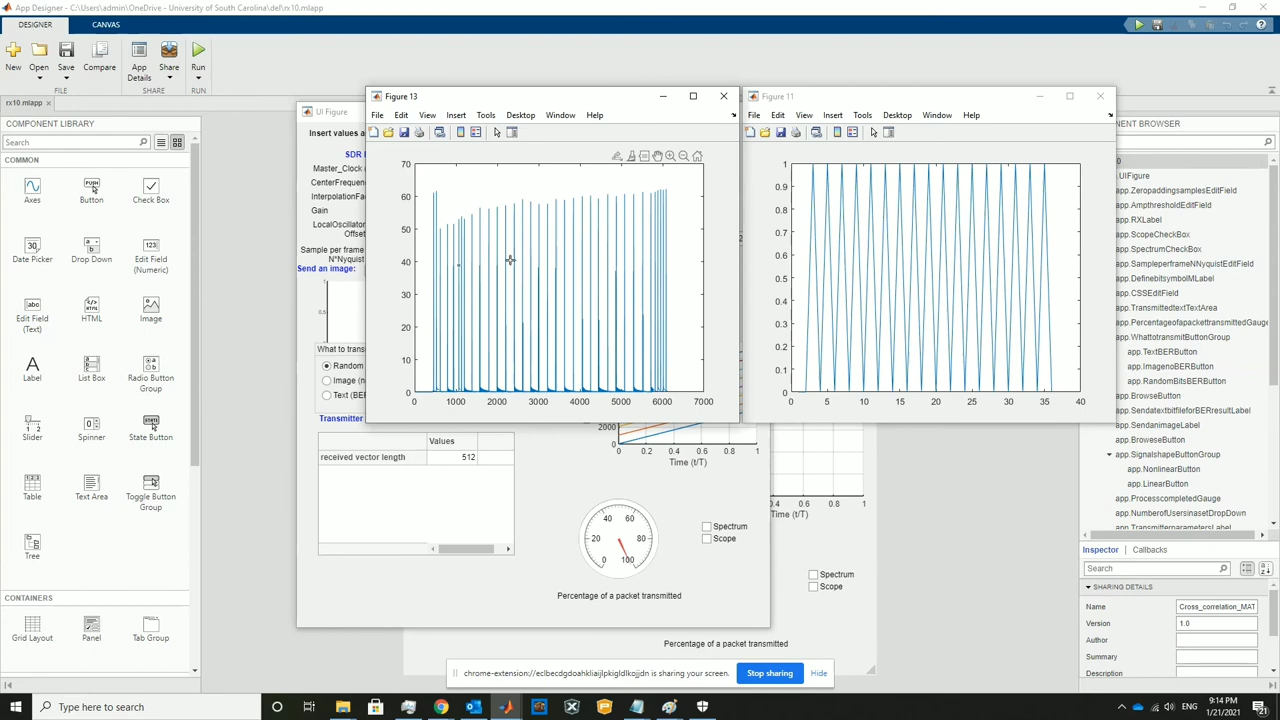 App Designer - C:\Users\admin\OneDrive - University of South Carolina\del\rx10.mlapp
DESIGNER
CANVAS
New
Open
Save
Compare
App Details
Share
Run
FILE
SHARE
RUN
rx10.mlapp
COMPONENT LIBRARY
Search
COMMON
Axes
Button
Check Box
Date Picker
Drop Down
Edit Field (Numeric)
Edit Field (Text)
HTML
Image
Label
List Box
Radio Button Group
Slider
Spinner
State Button
Table
Text Area
Toggle Button Group
Tree
CONTAINERS
Grid Layout
Panel
Tab Group
UI Figure
Insert values a
SDR
Master_Clock (
CenterFrequenc
InterpolationFac
Gain
LocalOscillator
Offset
Sample per frame
N*Nyquist
Send an image:
1
0.5
What to transm
Random
Image (n
Text (BER
Transmitter
Values
received vector length 512
Figure 13
File Edit View Insert Tools Desktop Window Help
70
60
50
40
30
20
10
0
0 1000 2000 3000 4000 5000 6000 7000
Figure 11
File Edit View Insert Tools Desktop Window Help
1
0.9
0.8
0.7
0.6
0.5
0.4
0.3
0.2
0.1
0
0 5 10 15 20 25 30 35 40
2000
0
0 0.2 0.4 0.6 0.8 1
Time (t/T)
0.4 0.6 0.8 1
Time (t/T)
0 20 40 60 80 100
Spectrum
Scope
Percentage of a packet transmitted
Spectrum
Scope
Percentage of a packet transmitted
NENT BROWSER
.UIFigure
app.ZeropaddingsamplesEditField
app.AmpthresholdEditField
app.RXLabel
app.ScopeCheckBox
app.SpectrumCheckBox
app.SampleperframeNNyquistEditField
app.DefinebitsymbolMLabel
app.CSSEditField
app.TransmittedtextTextArea
app.PercentageofapackettransmittedGauge
app.WhattotransmitButtonGroup
app.TextBERButton
app.ImagenoBERButton
app.RandomBitsBERButton
app.SendatextbitfileforBERresultLabel
app.SendanimageLabel
app.BrowseButton
app.SignalshapeButtonGroup
app.NonlinearButton
app.LinearButton
app.ProcesscompletedGauge
app.NumberofUsersinasetDropDown
app.TransmitterparametersLabel
Inspector
Callbacks
Search
SHARING DETAILS
Name Cross_correlation_MAT
Version 1.0
Author
Summary
Description
chrome-extension://eclbecdgdoahkliaijlpkigldlkojjdn is sharing your screen.
Stop sharing
Hide
Type here to search
9:14 PM
1/21/2021
21